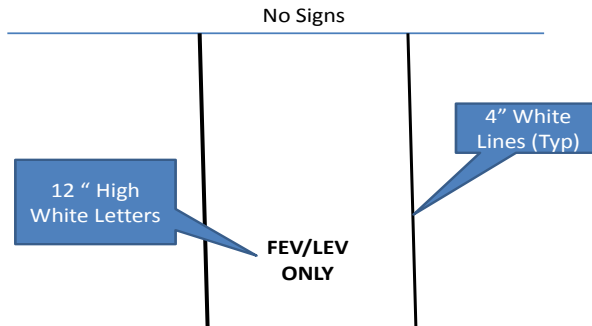 No Signs
4” White
Lines (Typ)
12 “ High
White Letters
FEV/LEV
ONLY